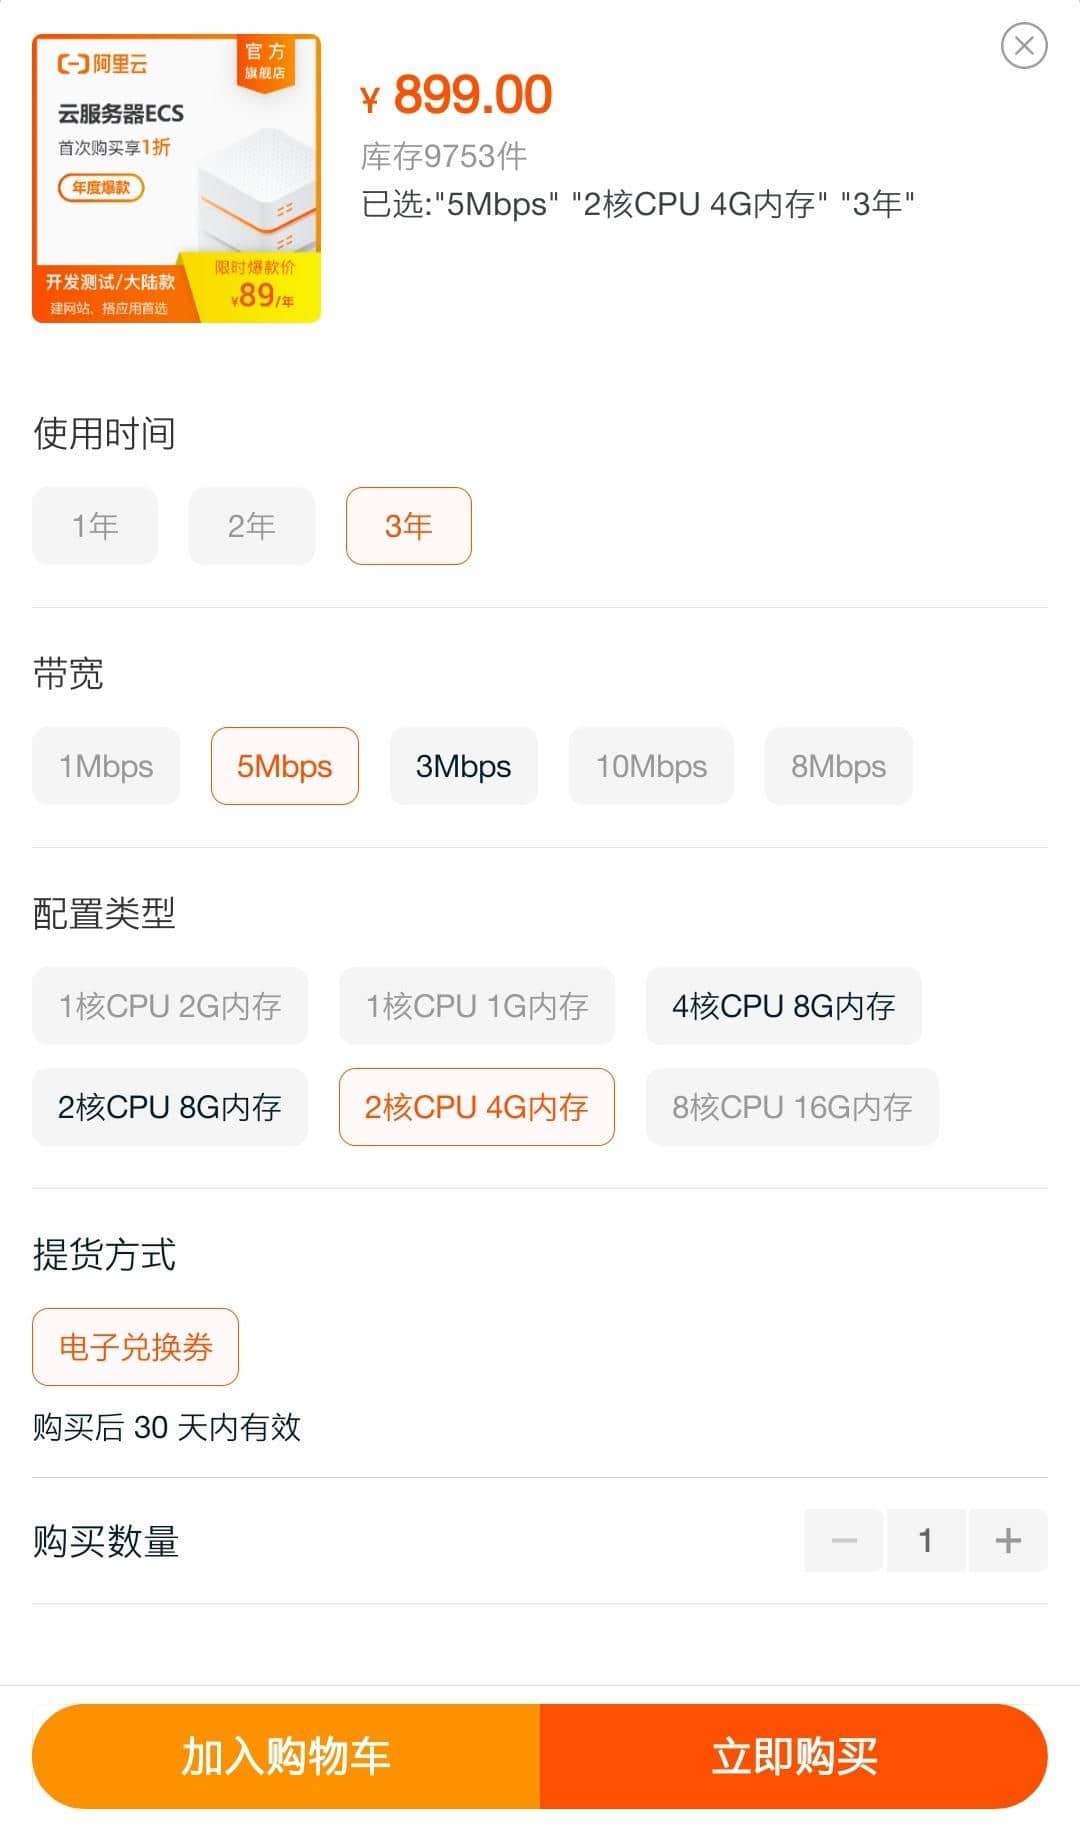 阿里云
官方
旗舰店
云服务器ECS
首次购买享1折
年度爆款
开发测试/大陆款
建网站、搭应用首选
限时爆款价
¥89/年
¥ 899.00
库存9753件
已选:"5Mbps" "2核CPU 4G内存" "3年"
使用时间
1年 2年 3年
带宽
1Mbps 5Mbps 3Mbps 10Mbps 8Mbps
配置类型
1核CPU 2G内存 1核CPU 1G内存 4核CPU 8G内存
2核CPU 8G内存 2核CPU 4G内存 8核CPU 16G内存
提货方式
电子兑换券
购买后 30 天内有效
购买数量 — 1 +
加入购物车 立即购买